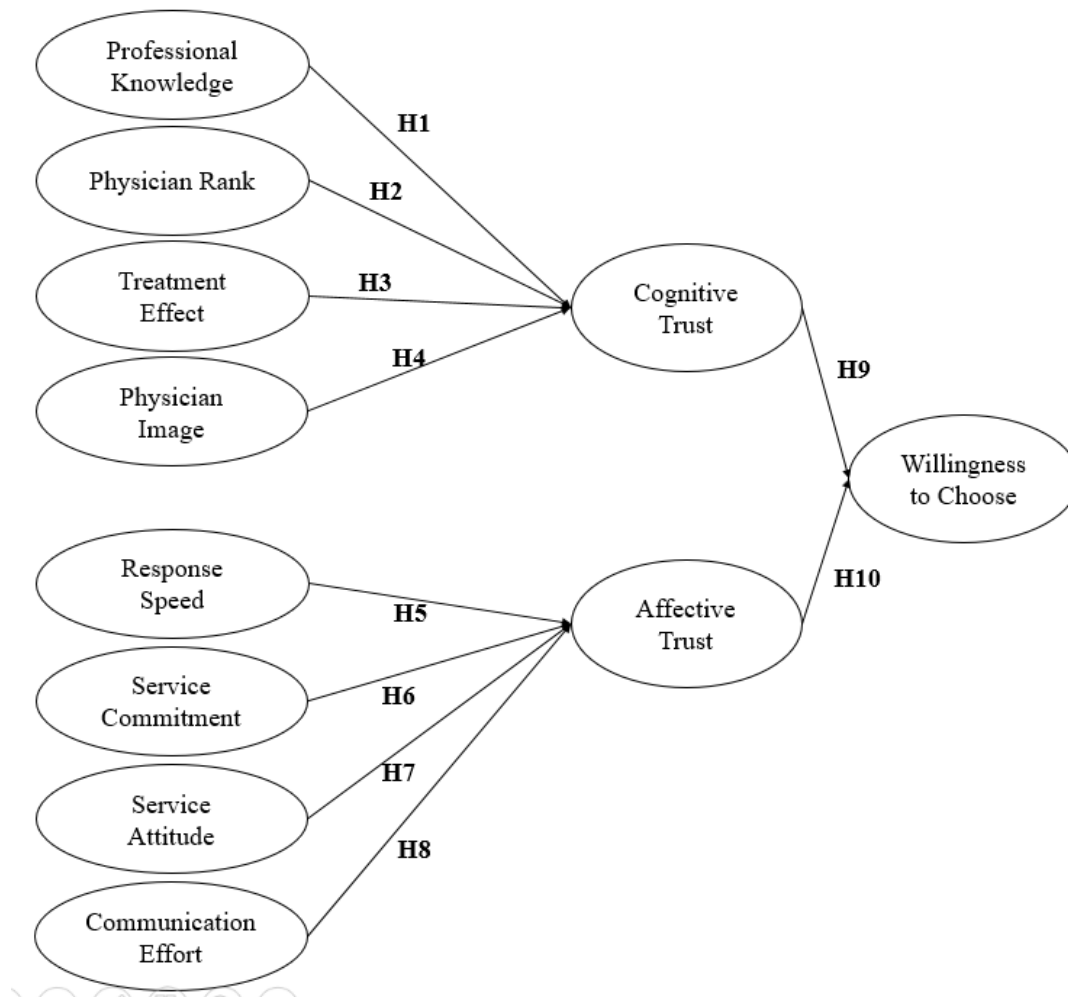 Professional
Knowledge
H1
Physician Rank
H2
Treatment
Effect
H3
Physician
Image
H4
Cognitive
Trust
H9
Willingness
to Choose
Response
Speed
H5
Service
Commitment
H6
Service
Attitude
H7
Communication
Effort
H8
Affective
Trust
H10